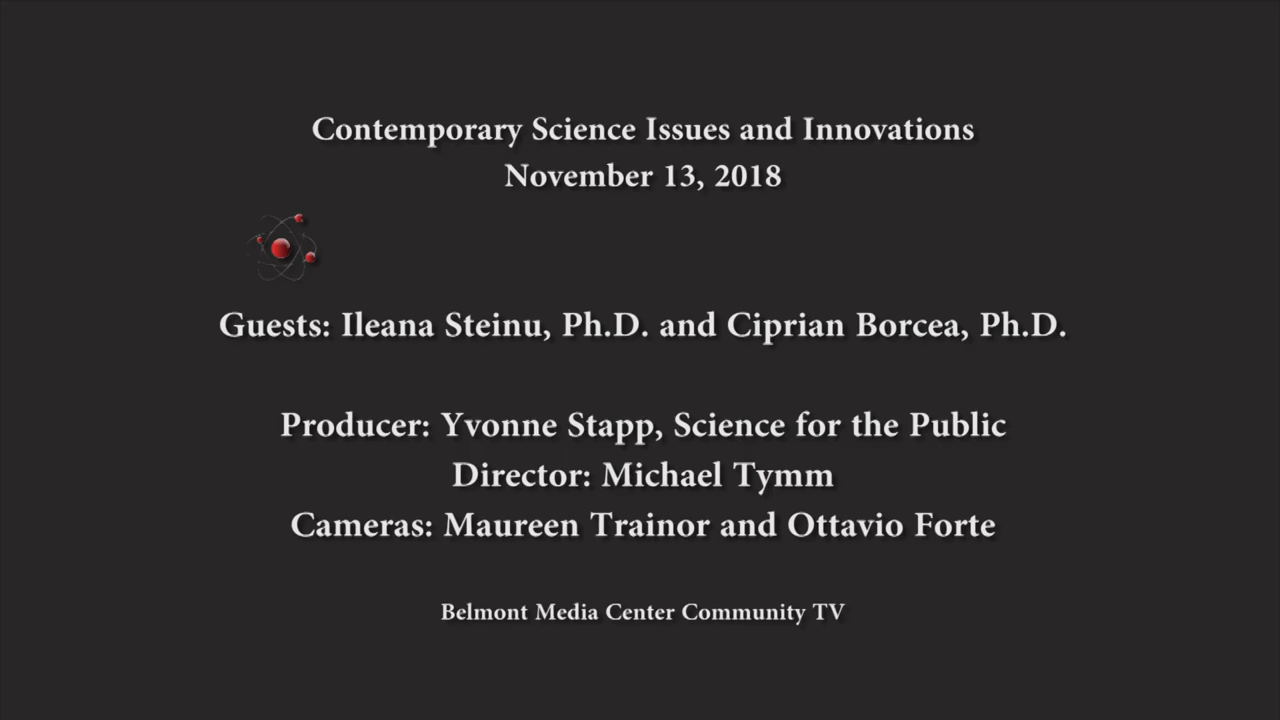 Contemporary Science Issues and Innovations
November 13, 2018
Guests: Ileana Steinu, Ph.D. and Ciprian Borcea, Ph.D.
Producer: Yvonne Stapp, Science for the Public
Director: Michael Tymm
Cameras: Maureen Trainor and Ottavio Forte
Belmont Media Center Community TV